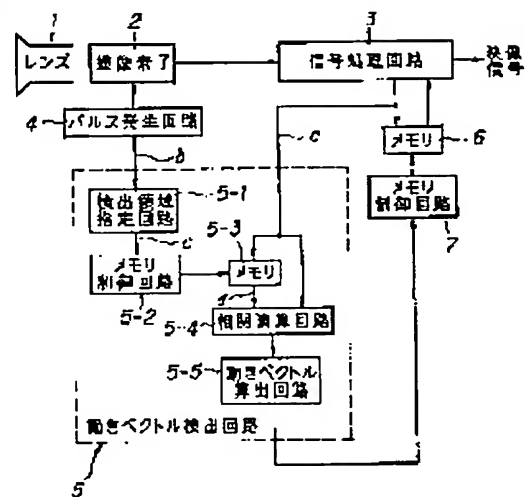 1
2
3
レンズ
撮像素子
信号処理回路
映像
信号
4
パルス発生回路
b
c
メモリ
6
5-1
検出領域
指定回路
メモリ
制御回路
7
c
5-3
メモリ
制御回路
メモリ
5-2
5-4
相関演算回路
5-5
動きベクトル
算出回路
動きベクトル検出回路
5